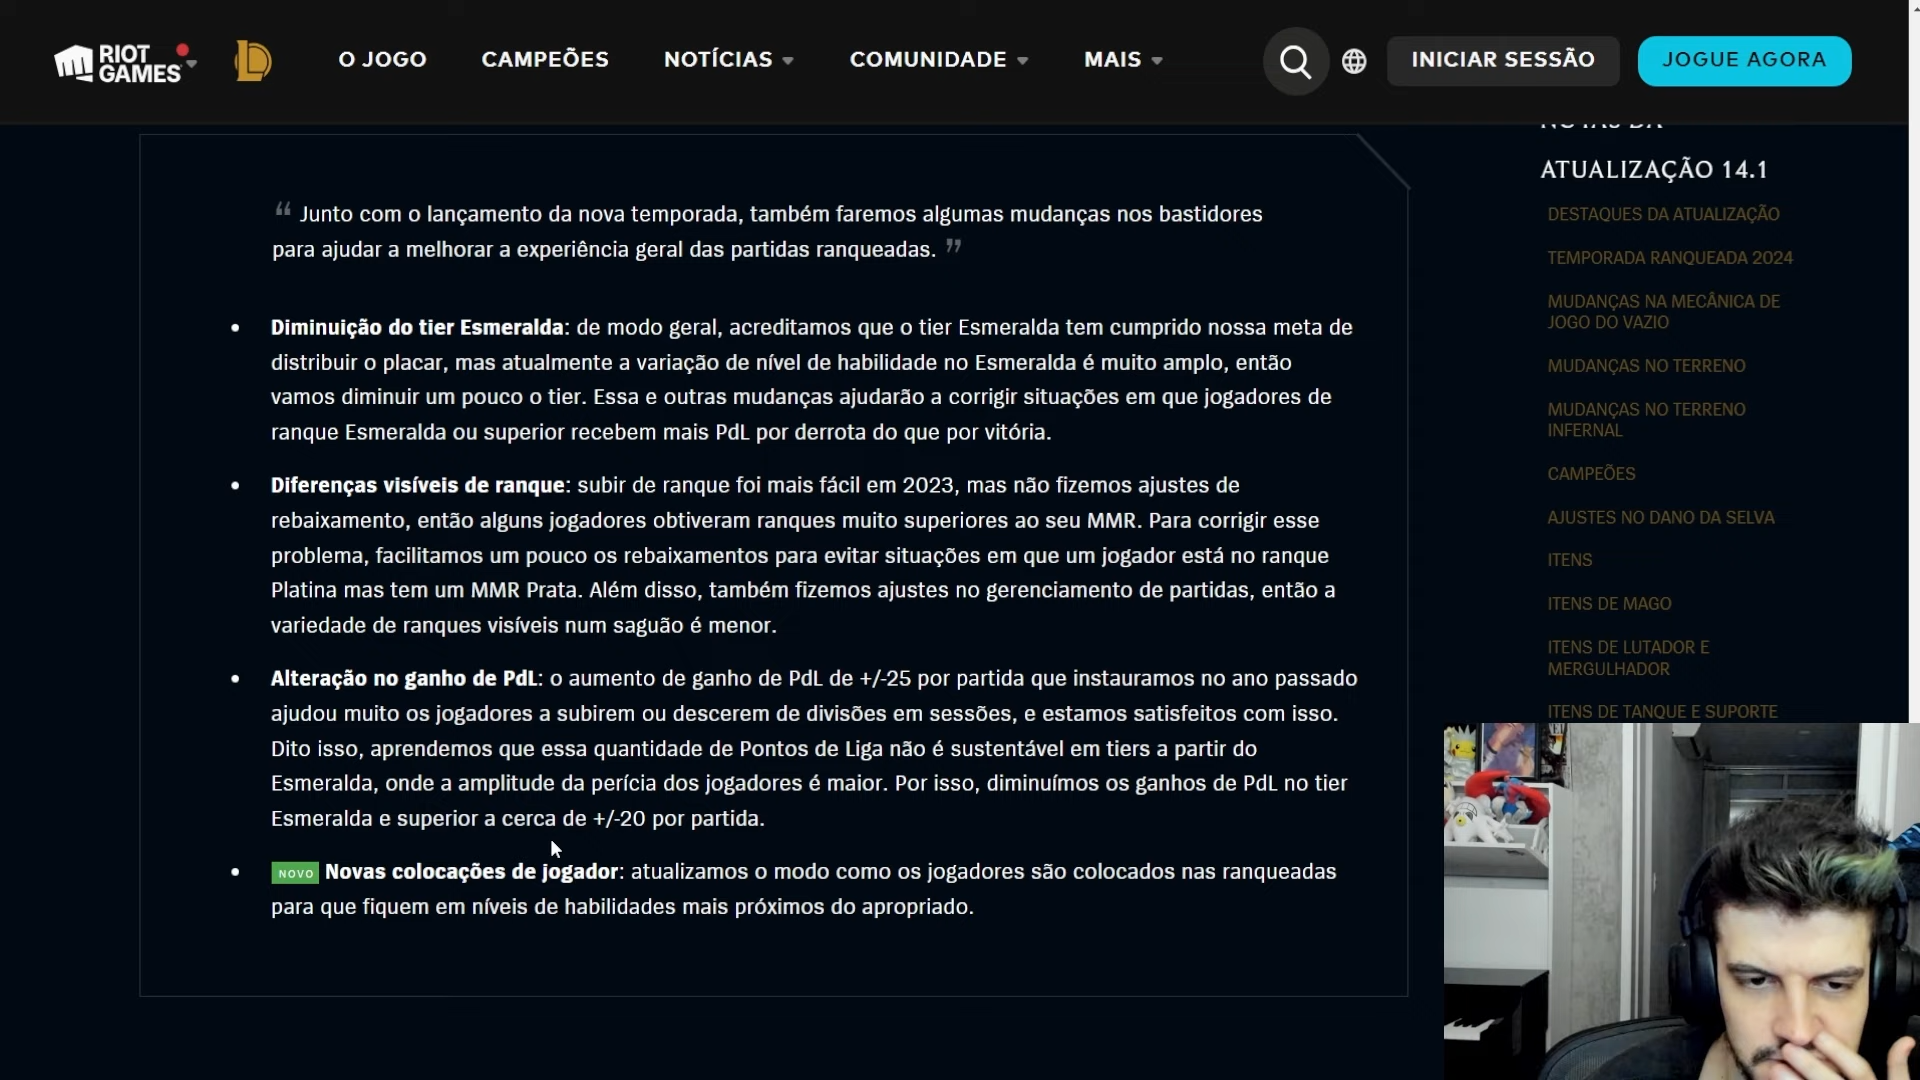 RIOT GAMES
O JOGO
CAMPEÕES
NOTÍCIAS
COMUNIDADE
MAIS
INICIAR SESSÃO
JOGUE AGORA
“ Junto com o lançamento da nova temporada, também faremos algumas mudanças nos bastidores
para ajudar a melhorar a experiência geral das partidas ranqueadas. ”
• Diminuição do tier Esmeralda: de modo geral, acreditamos que o tier Esmeralda tem cumprido nossa meta de
distribuir o placar, mas atualmente a variação de nível de habilidade no Esmeralda é muito amplo, então
vamos diminuir um pouco o tier. Essa e outras mudanças ajudarão a corrigir situações em que jogadores de
ranque Esmeralda ou superior recebem mais PdL por derrota do que por vitória.
• Diferenças visíveis de ranque: subir de ranque foi mais fácil em 2023, mas não fizemos ajustes de
rebaixamento, então alguns jogadores obtiveram ranques muito superiores ao seu MMR. Para corrigir esse
problema, facilitamos um pouco os rebaixamentos para evitar situações em que um jogador está no ranque
Platina mas tem um MMR Prata. Além disso, também fizemos ajustes no gerenciamento de partidas, então a
variedade de ranques visíveis num saguão é menor.
• Alteração no ganho de PdL: o aumento de ganho de PdL de +/-25 por partida que instauramos no ano passado
ajudou muito os jogadores a subirem ou descerem de divisões em sessões, e estamos satisfeitos com isso.
Dito isso, aprendemos que essa quantidade de Pontos de Liga não é sustentável em tiers a partir do
Esmeralda, onde a amplitude da perícia dos jogadores é maior. Por isso, diminuímos os ganhos de PdL no tier
Esmeralda e superior a cerca de +/-20 por partida.
• NOVO Novas colocações de jogador: atualizamos o modo como os jogadores são colocados nas ranqueadas
para que fiquem em níveis de habilidades mais próximos do apropriado.
NOTAS DA
ATUALIZAÇÃO 14.1
DESTAQUES DA ATUALIZAÇÃO
TEMPORADA RANQUEADA 2024
MUDANÇAS NA MECÂNICA DE
JOGO DO VAZIO
MUDANÇAS NO TERRENO
MUDANÇAS NO TERRENO
INFERNAL
CAMPEÕES
AJUSTES NO DANO DA SELVA
ITENS
ITENS DE MAGO
ITENS DE LUTADOR E
MERGULHADOR
ITENS DE TANQUE E SUPORTE